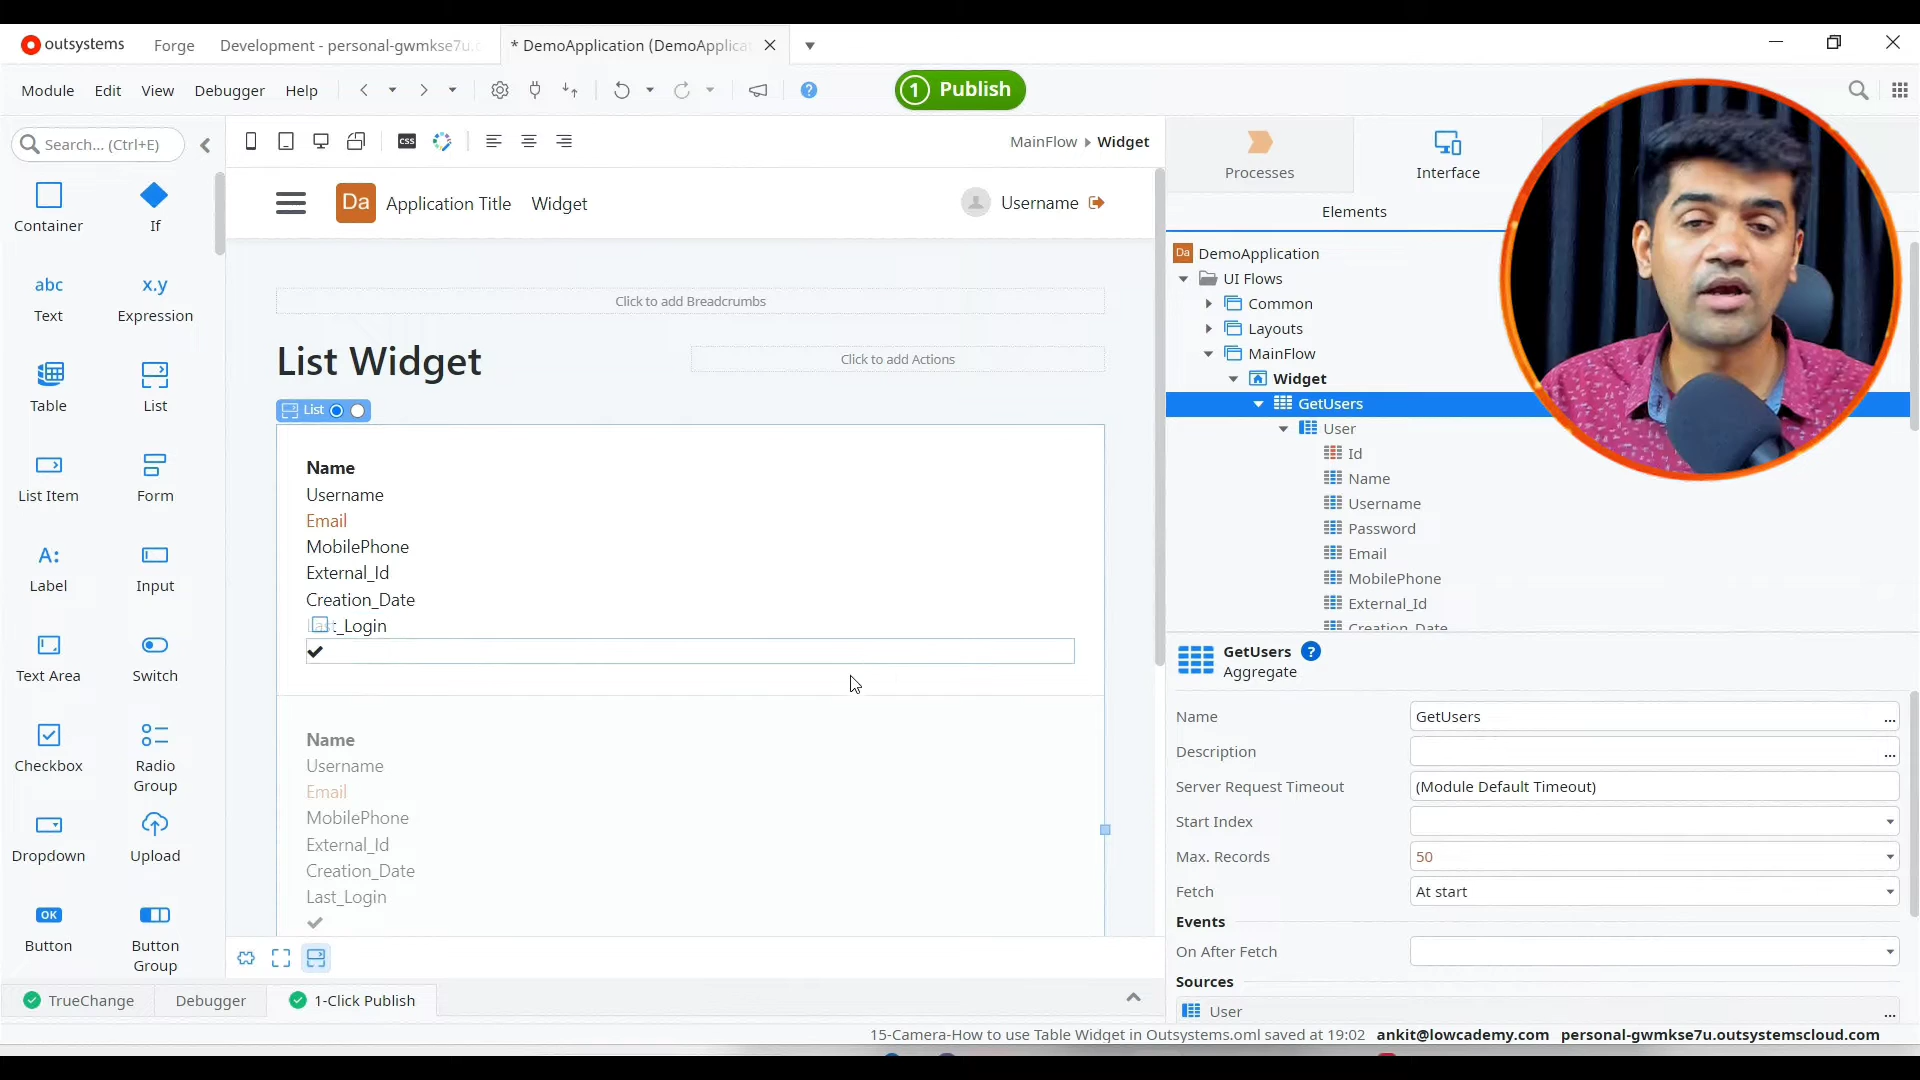 outsystems
Forge
Development - personal-gwmkse7u.o
* DemoApplication (DemoApplica
Module
Edit
View
Debugger
Help
1
Publish
Search... (Ctrl+E)
CSS
MainFlow
Widget
Processes
Interface
Elements
Container
If
abc
Text
x.y
Expression
Table
List
List Item
Form
A:
Label
Input
Text Area
Switch
Checkbox
Radio
Group
Dropdown
Upload
OK
Button
Button
Group
Da
Application Title
Widget
Username
Click to add Breadcrumbs
List Widget
Click to add Actions
List
Name
Username
Email
MobilePhone
External_Id
Creation_Date
Last_Login
Name
Username
Email
MobilePhone
External_Id
Creation_Date
Last_Login
Da
DemoApplication
UI Flows
Common
Layouts
MainFlow
Widget
GetUsers
User
Id
Name
Username
Password
Email
MobilePhone
External_Id
Creation_Date
GetUsers
?
Aggregate
Name
GetUsers
...
Description
...
Server Request Timeout
(Module Default Timeout)
Start Index
Max. Records
50
Fetch
At start
Events
On After Fetch
Sources
User
...
TrueChange
Debugger
1-Click Publish
15-Camera-How to use Table Widget in Outsystems.oml saved at 19:02
ankit@lowcademy.com
personal-gwmkse7u.outsystemscloud.com